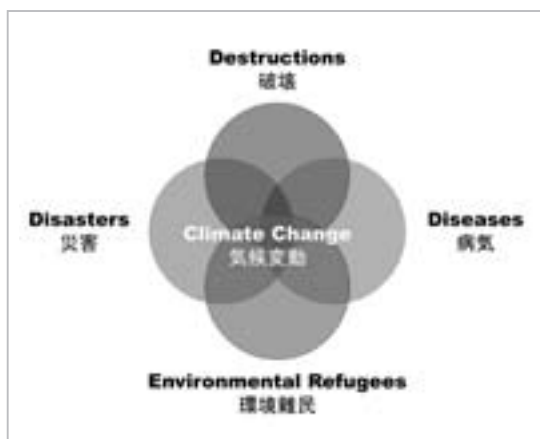 Destructions
破壊
Disasters
災害
Diseases
病気
Climate Change
気候変動
Environmental Refugees
環境難民